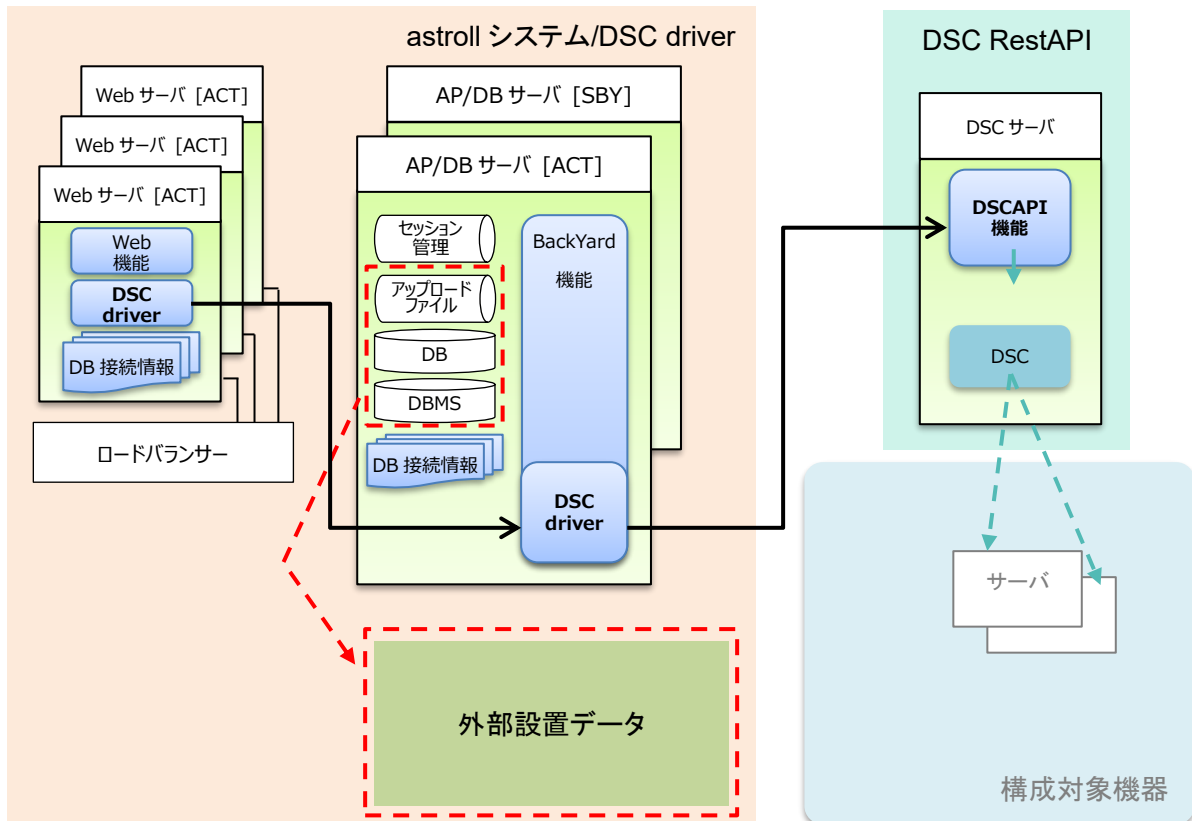 astroll システム/DSC driver
Web サーバ [ACT]
Web サーバ [ACT]
Web サーバ [ACT]
Web
機能
DSC
driver
DB 接続情報
ロードバランサー
AP/DB サーバ [SBY]
AP/DB サーバ [ACT]
セッション
管理
アップロード
ファイル
DB
DBMS
DB 接続情報
BackYard
機能
DSC
driver
外部設置データ
DSC RestAPI
DSC サーバ
DSCAPI
機能
DSC
サーバ
構成対象機器